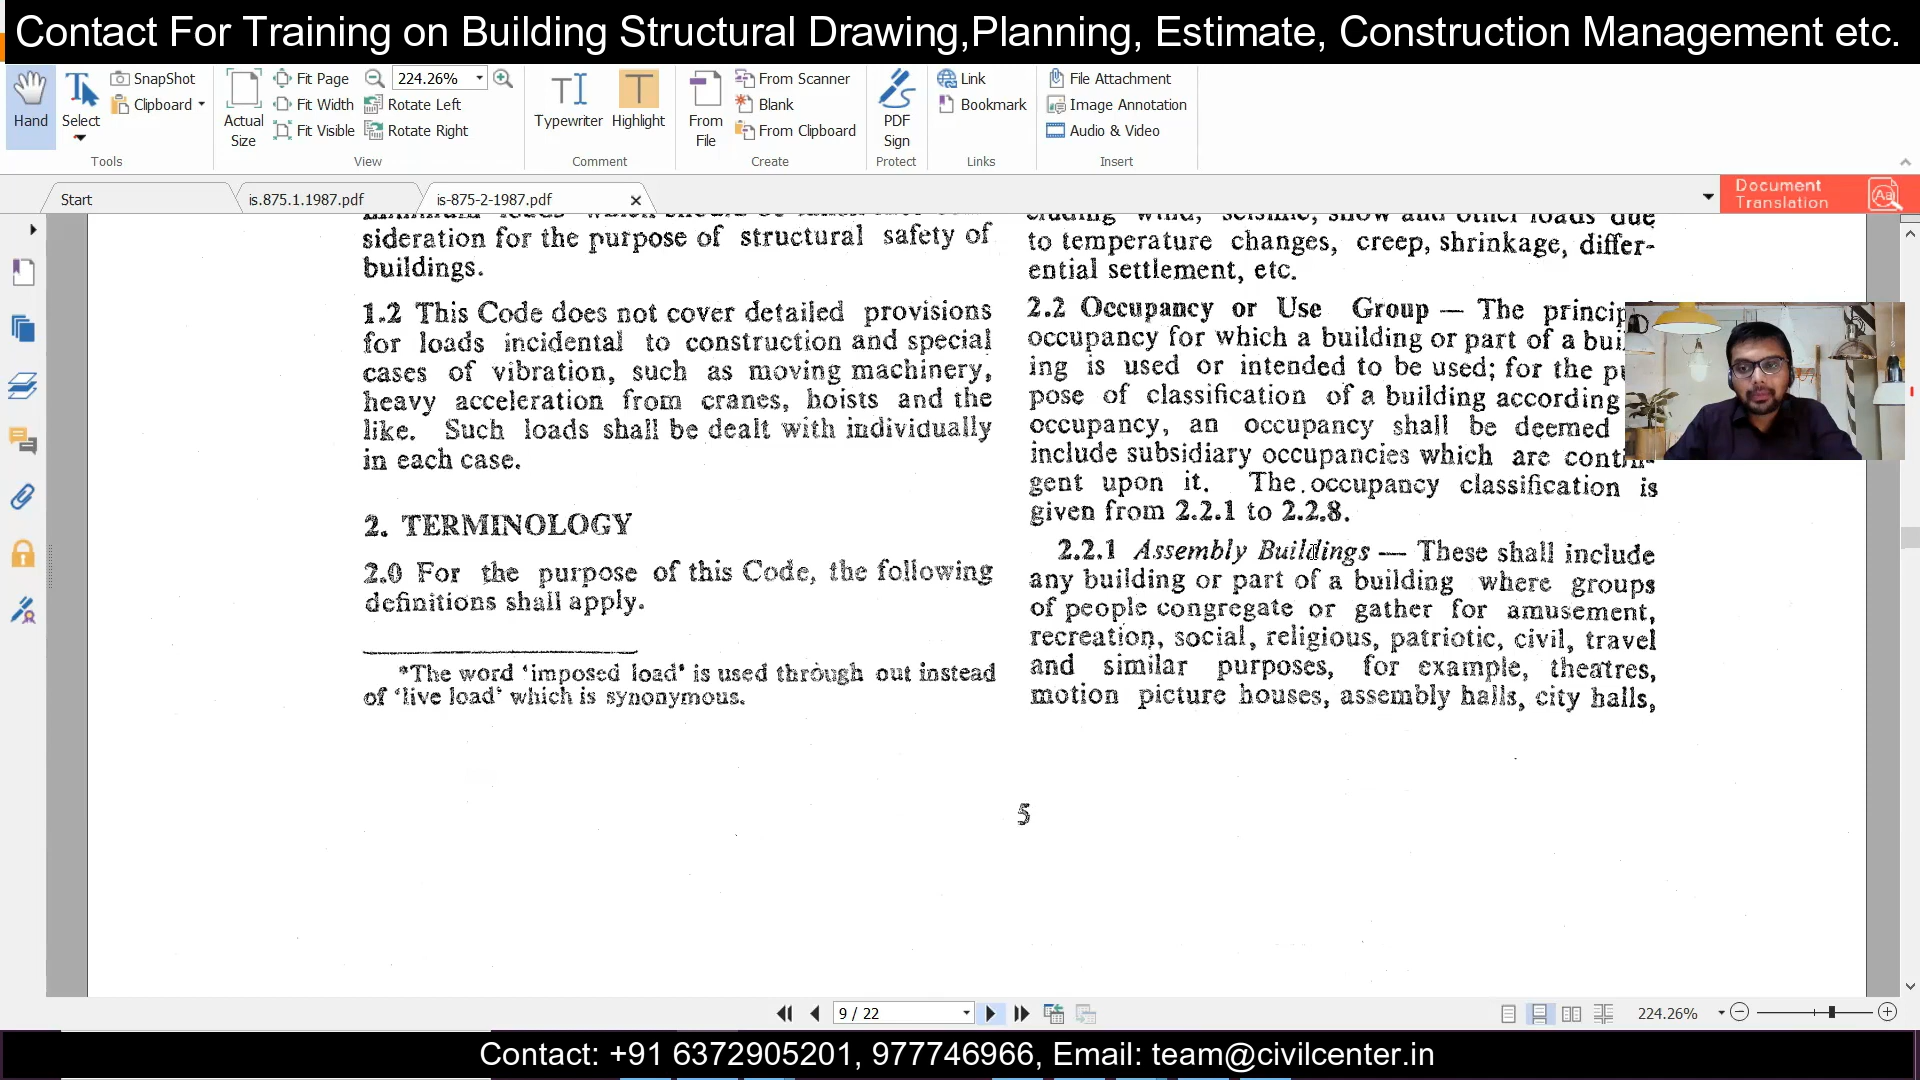 Contact For Training on Building Structural Drawing,Planning, Estimate, Construction Management etc.
Hand
Select
SnapShot
Clipboard
Tools
Actual
Size
Fit Page
Fit Width
Fit Visible
224.26%
Rotate Left
Rotate Right
View
Typewriter
Highlight
Comment
From
File
From Scanner
Blank
From Clipboard
Create
PDF
Sign
Protect
Link
Bookmark
Links
File Attachment
Image Annotation
Audio & Video
Insert
Start
is.875.1.1987.pdf
is-875-2-1987.pdf
Document
Translation
sideration for the purpose of structural safety of
buildings.
1.2 This Code does not cover detailed provisions
for loads incidental to construction and special
cases of vibration, such as moving machinery,
heavy acceleration from cranes, hoists and the
like. Such loads shall be dealt with individually
in each case.
2. TERMINOLOGY
2.0 For the purpose of this Code, the following
definitions shall apply.
*The word 'imposed load' is used through out instead
of 'live load' which is synonymous.
cluding wind, seismic, snow and other loads due
to temperature changes, creep, shrinkage, differ-
ential settlement, etc.
2.2 Occupancy or Use Group — The princip
occupancy for which a building or part of a bui
ing is used or intended to be used; for the pu
pose of classification of a building according
occupancy, an occupancy shall be deemed
include subsidiary occupancies which are contin-
gent upon it. The occupancy classification is
given from 2.2.1 to 2.2.8.
2.2.1 Assembly Buildings — These shall include
any building or part of a building where groups
of people congregate or gather for amusement,
recreation, social, religious, patriotic, civil, travel
and similar purposes, for example, theatres,
motion picture houses, assembly halls, city halls,
5
9 / 22
224.26%
Contact: +91 6372905201, 977746966, Email: team@civilcenter.in